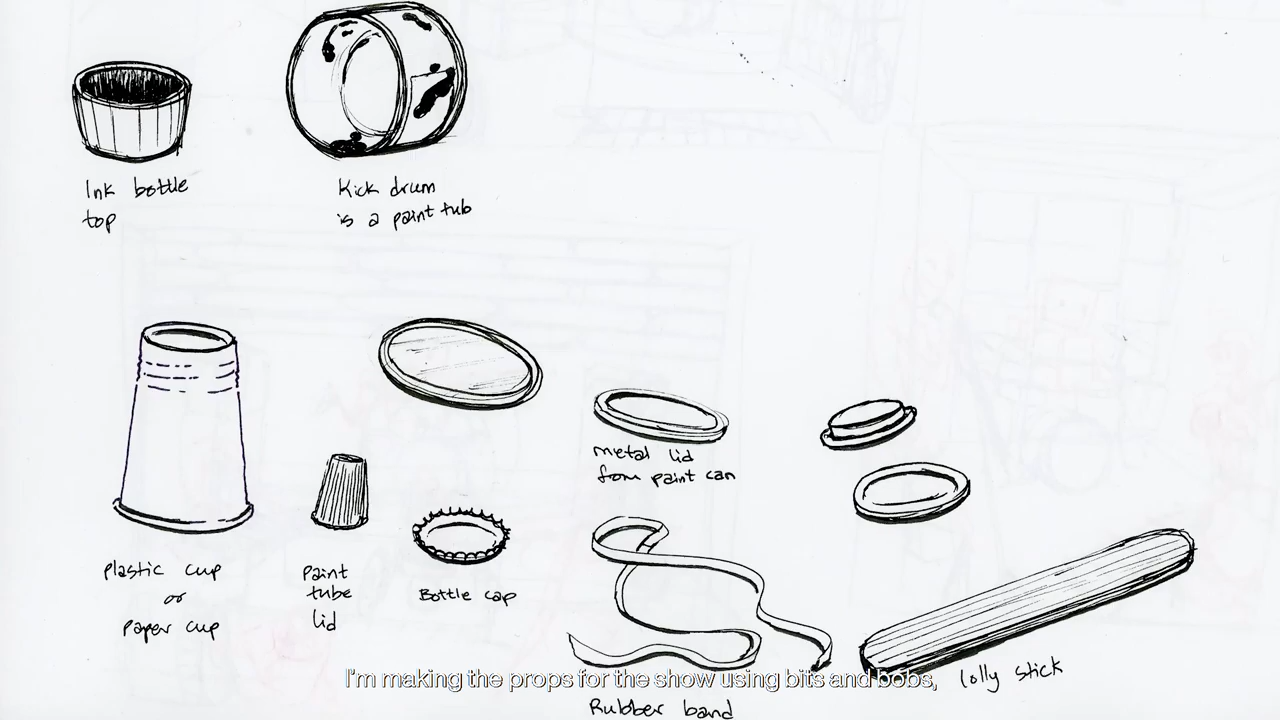 Ink bottle
top
Kick drum
is a paint tub
metal lid
from paint can
plastic cup
or
paper cup
Paint
tube
lid
Bottle cap
I'm making the props for the show using bits and bobs,
lolly stick
Rubber band